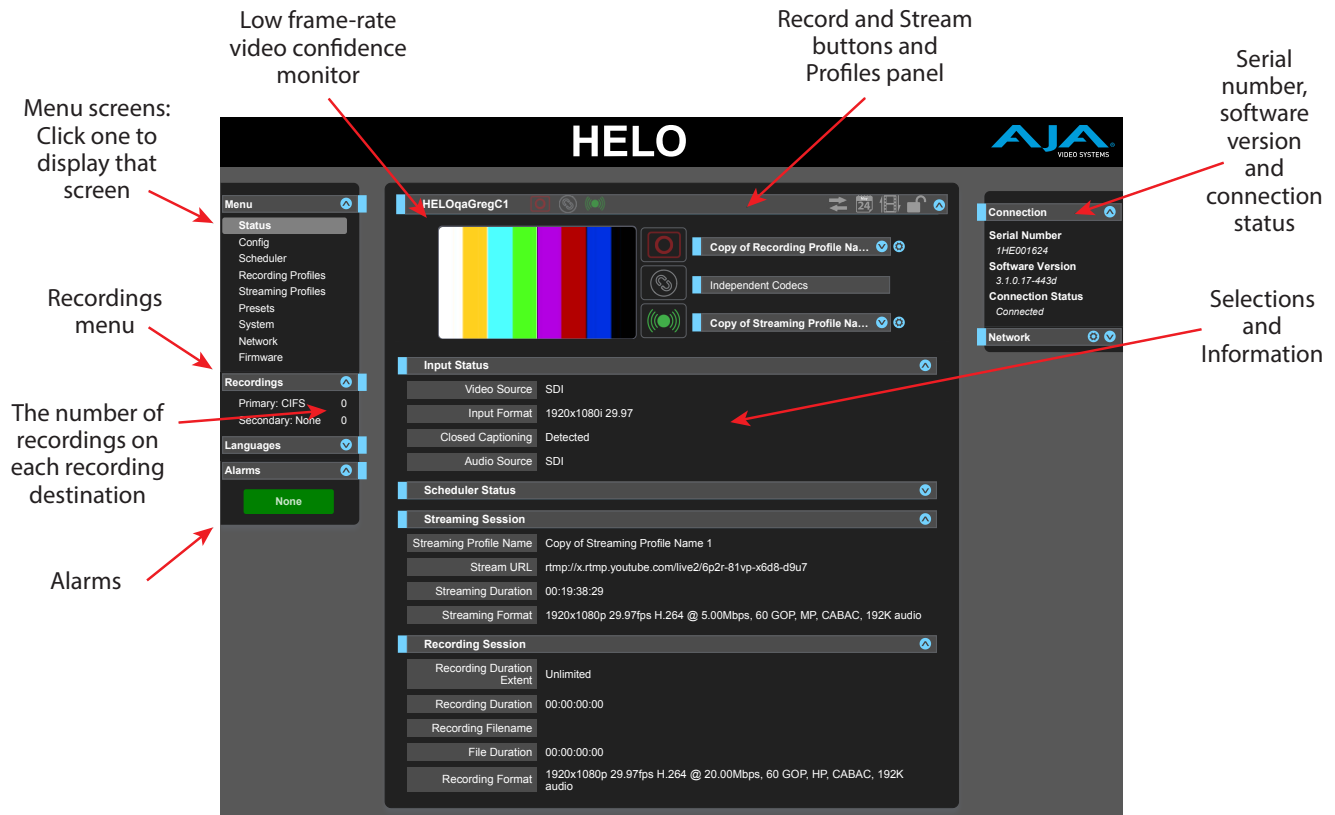 Low frame-rate
video confidence
monitor
Record and Stream
buttons and
Profiles panel
Serial
number,
software
version
and
connection
status
Menu screens:
Click one to
display that
screen
HELO
AJA
VIDEO SYSTEMS
Menu
Status
Config
Scheduler
Recording Profiles
Streaming Profiles
Presets
System
Network
Firmware
Recordings
menu
Recordings
Primary: CIFS 0
Secondary: None 0
The number of
recordings on
each recording
destination
Languages
Alarms
None
Alarms
HELOqaGregC1
24
Copy of Recording Profile Na...
Independent Codecs
Copy of Streaming Profile Na...
Input Status
Video Source SDI
Input Format 1920x1080i 29.97
Closed Captioning Detected
Audio Source SDI
Scheduler Status
Streaming Session
Streaming Profile Name Copy of Streaming Profile Name 1
Stream URL rtmp://x.rtmp.youtube.com/live2/6p2r-81vp-x6d8-d9u7
Streaming Duration 00:19:38:29
Streaming Format 1920x1080p 29.97fps H.264 @ 5.00Mbps, 60 GOP, MP, CABAC, 192K audio
Recording Session
Recording Duration
Extent Unlimited
Recording Duration 00:00:00:00
Recording Filename
File Duration 00:00:00:00
Recording Format 1920x1080p 29.97fps H.264 @ 20.00Mbps, 60 GOP, HP, CABAC, 192K
audio
Connection
Serial Number
1HE001624
Software Version
3.1.0.17-443d
Connection Status
Connected
Network
Selections
and
Information